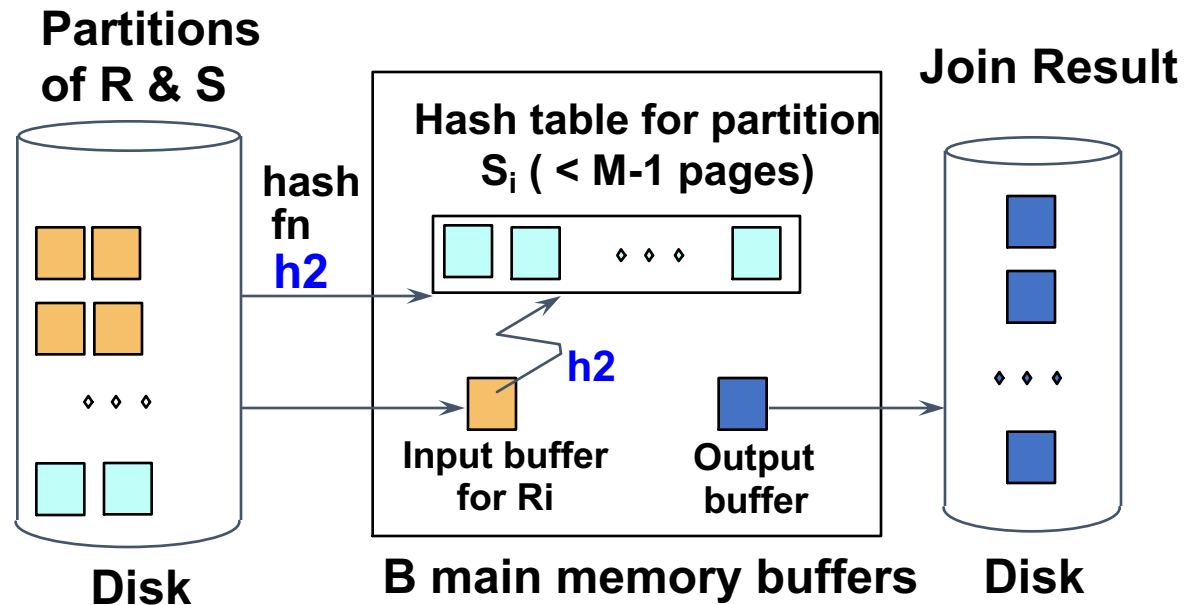 Partitions
of R & S
hash
fn
h2
Disk
Hash table for partition
Si ( < M-1 pages)
h2
Input buffer
for Ri
Output
buffer
B main memory buffers
Join Result
Disk